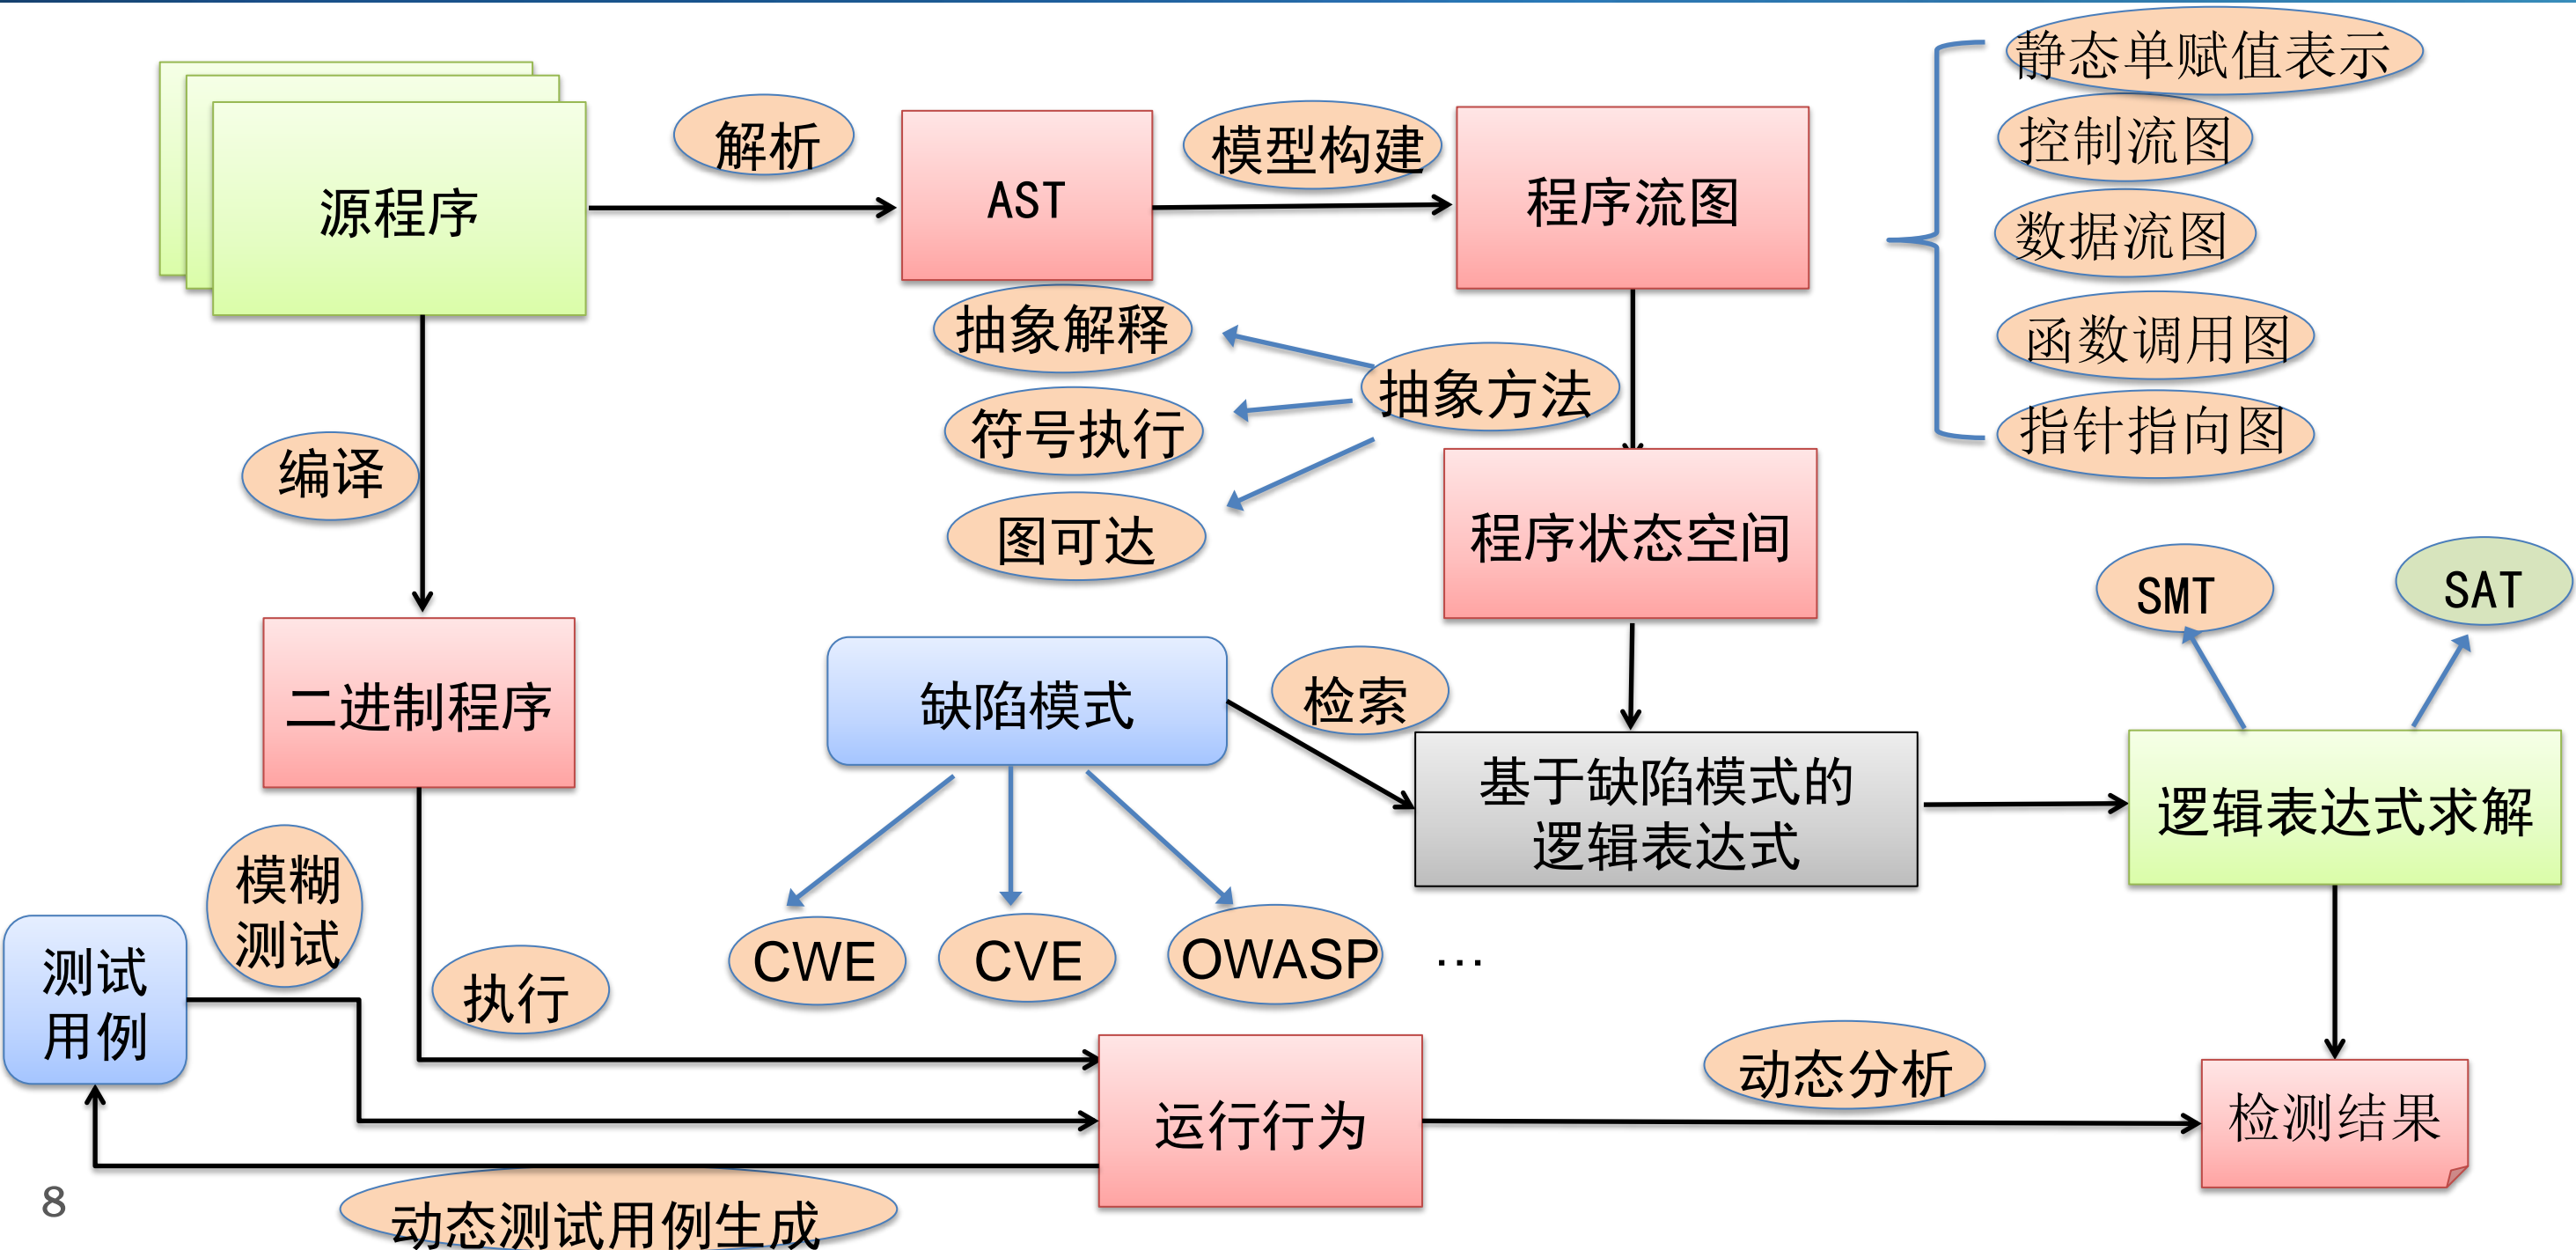 静态单赋值表示
解析
模型构建
控制流图
源程序
AST
程序流图
数据流图
抽象解释
函数调用图
抽象方法
符号执行
指针指向图
编译
图可达
程序状态空间
SMT
SAT
二进制程序
缺陷模式
检索
基于缺陷模式的
逻辑表达式
逻辑表达式求解
模糊
测试
测试
用例
执行
CWE
CVE
OWASP
...
运行行为
动态分析
检测结果
动态测试用例生成
8